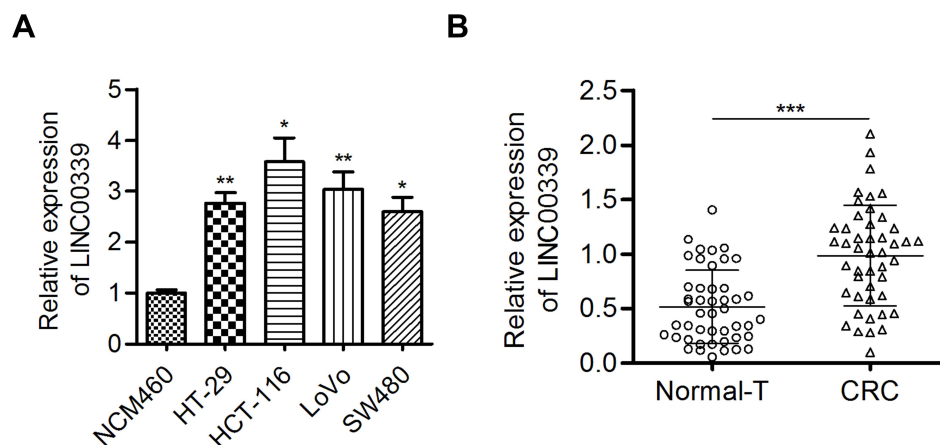 A
Relative expression
of LINC00339
5
4
3
2
1
0
**
*
**
*
NCM460
HT-29
HCT-116
LoVo
SW480
B
Relative expression
of LINC00339
2.5
2.0
1.5
1.0
0.5
0.0
***
Normal-T
CRC